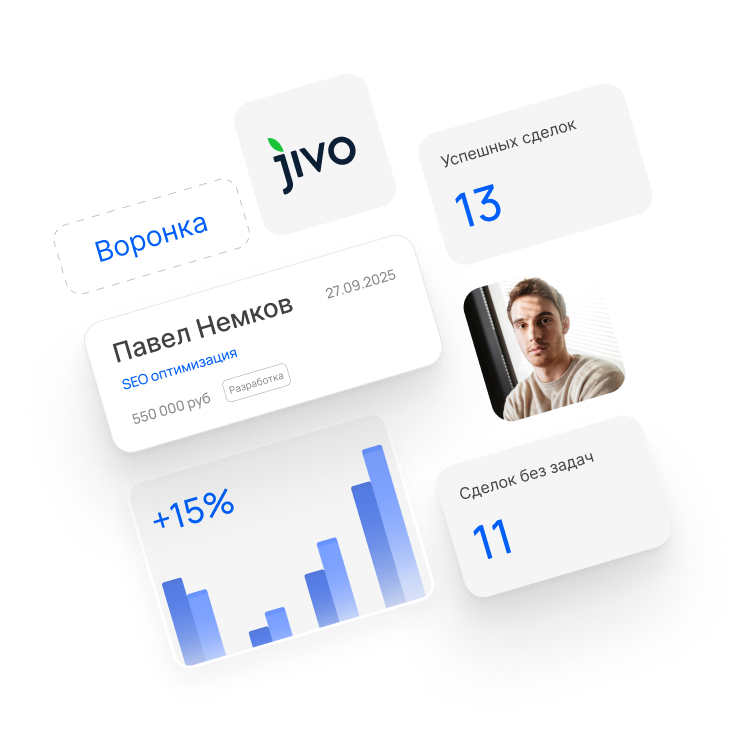 jivo
Успешных сделок
13
Воронка
Павел Немков
27.09.2025
SEO оптимизация
550 000 руб
Разработка
+15%
Сделок без задач
11